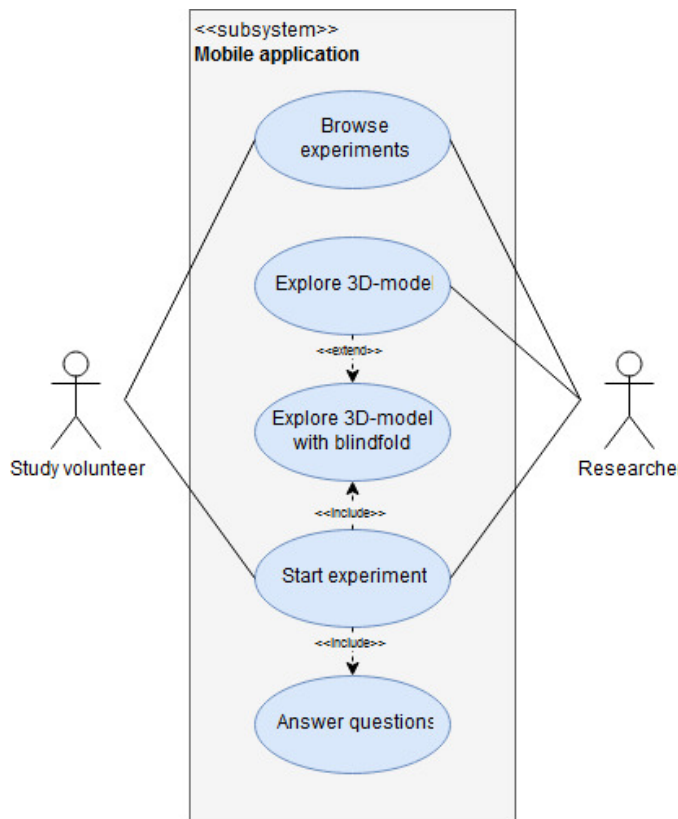 <<subsystem>>
Mobile application
Browse
experiments
Explore 3D-model
<<extend>>
Explore 3D-model
with blindfold
Study volunteer
Researche
<<include>>
Start experiment
<<include>>
Answer questions